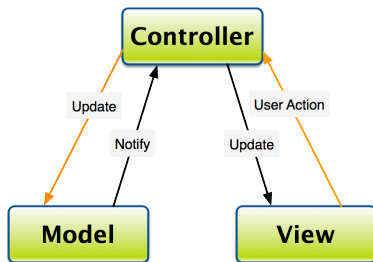 Controller
Update
User Action
Notify
Update
Model
View